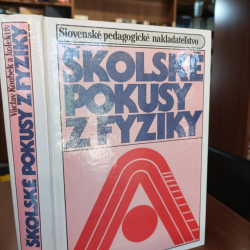 Slovenské pedagogické nakladateľstvo
ŠKOLSKÉ
POKUSY
Z FYZIKY
Václav Koubek a kolektív
ŠKOLSKÉ POKUSY Z FYZIKY